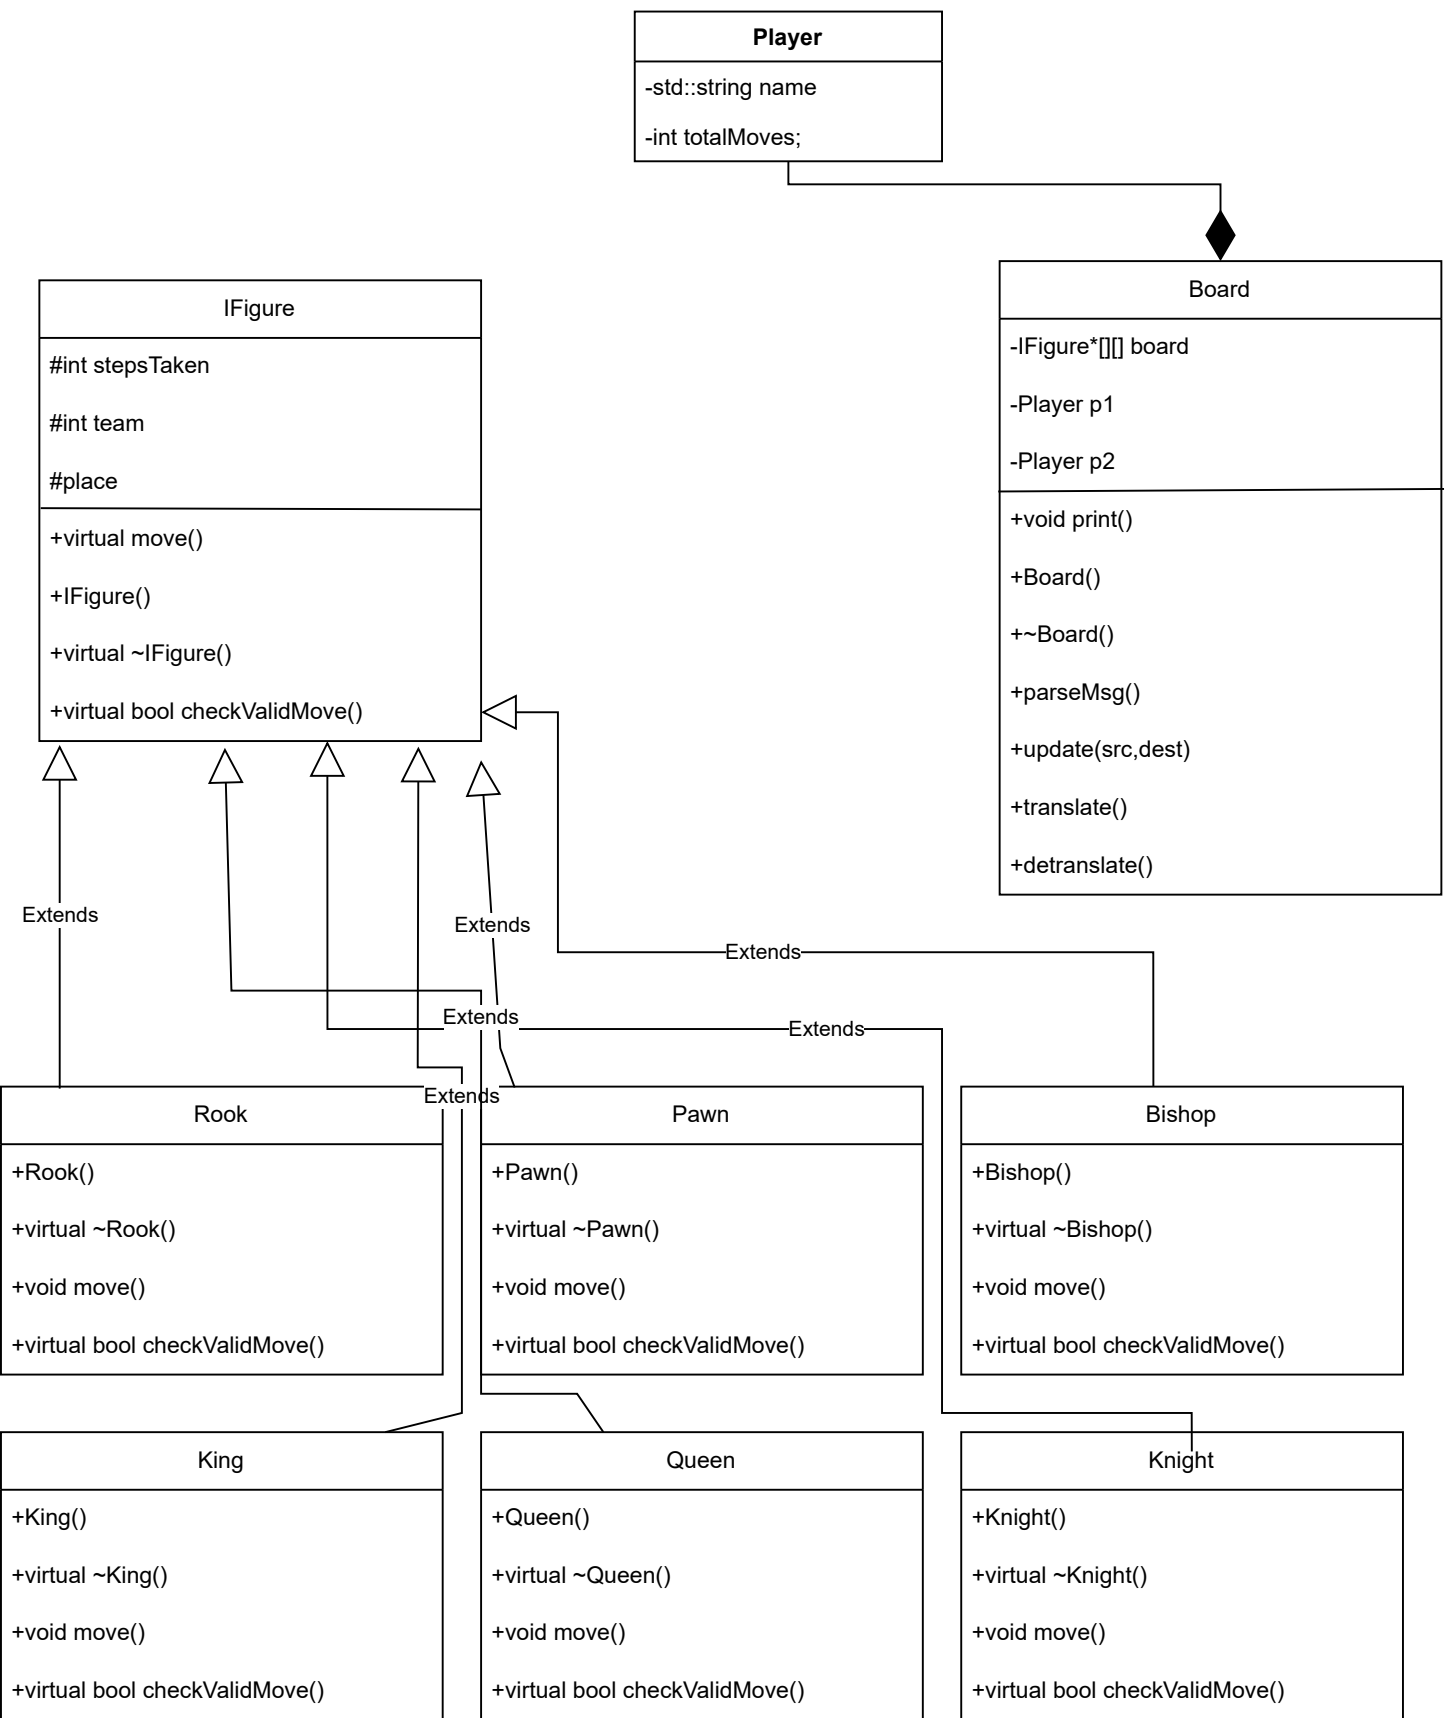 Player
-std::string name
-int totalMoves;
IFigure
#int stepsTaken
#int team
#place
+virtual move()
+IFigure()
+virtual ~IFigure()
+virtual bool checkValidMove()
Board
-IFigure*[][] board
-Player p1
-Player p2
+void print()
+Board()
+~Board()
+parseMsg()
+update(src,dest)
+translate()
+detranslate()
Extends
Extends
Extends
Extends
Extends
Extends
Rook
+Rook()
+virtual ~Rook()
+void move()
+virtual bool checkValidMove()
Pawn
+Pawn()
+virtual ~Pawn()
+void move()
+virtual bool checkValidMove()
Bishop
+Bishop()
+virtual ~Bishop()
+void move()
+virtual bool checkValidMove()
King
+King()
+virtual ~King()
+void move()
+virtual bool checkValidMove()
Queen
+Queen()
+virtual ~Queen()
+void move()
+virtual bool checkValidMove()
Knight
+Knight()
+virtual ~Knight()
+void move()
+virtual bool checkValidMove()